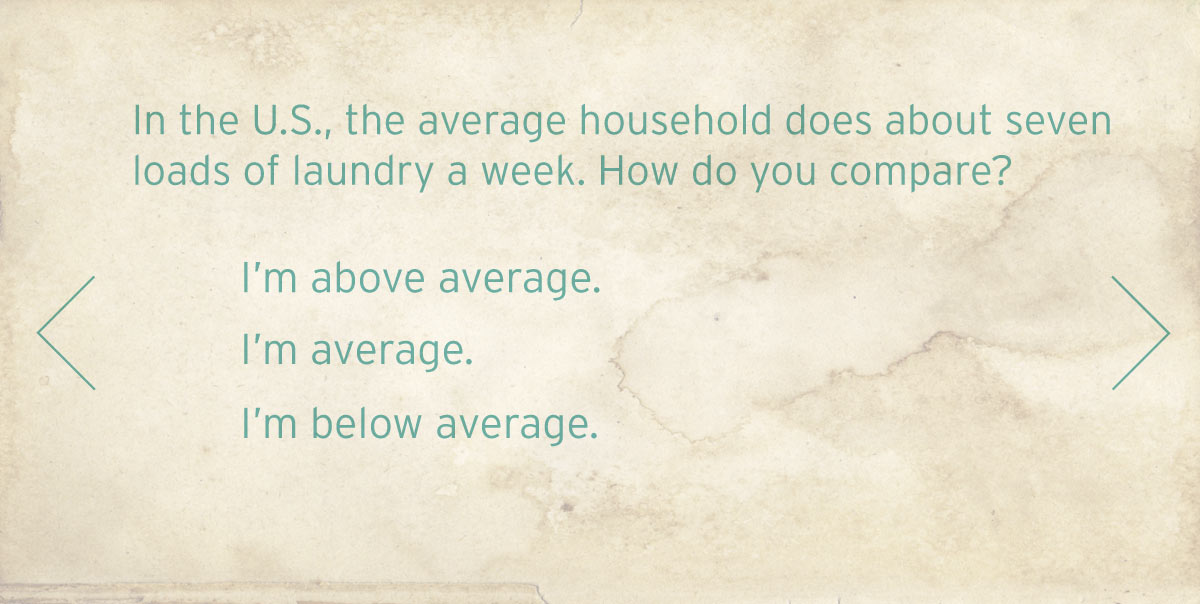 In the U.S., the average household does about seven
loads of laundry a week. How do you compare?
I’m above average.
I’m average.
I’m below average.